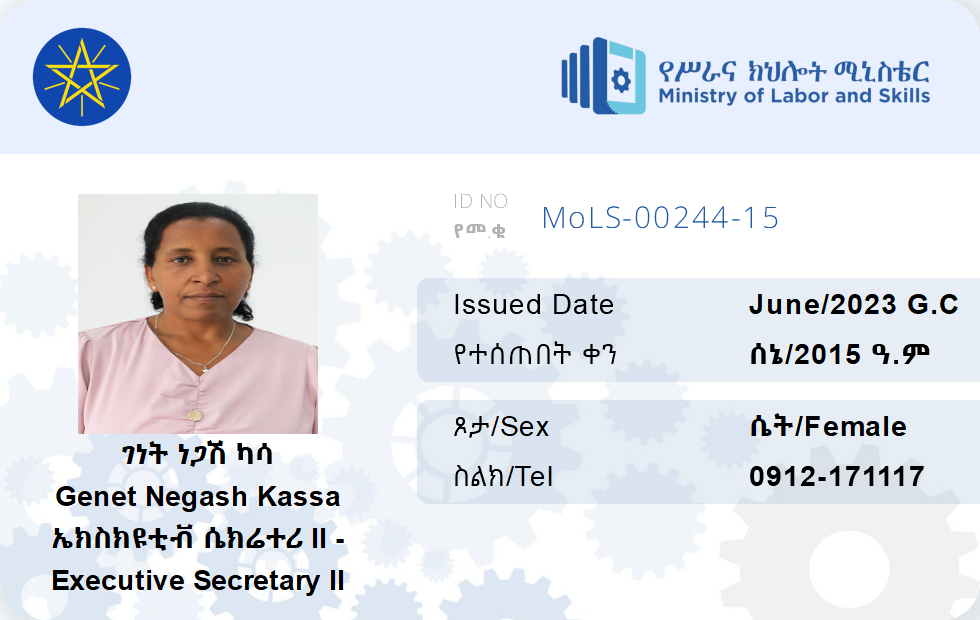 የሥራና ክህሎት ሚኒስቴር
Ministry of Labor and Skills
ID NO
የመ.ቁ
MoLS-00244-15
Issued Date June/2023 G.C
የተሰጠበት ቀን ሰኔ/2015 ዓ.ም
ጾታ/Sex ሴት/Female
ስልክ/Tel 0912-171117
ገነት ነጋሽ ካሳ
Genet Negash Kassa
ኤክስክዩቲቭ ሴክሬተሪ II -
Executive Secretary II